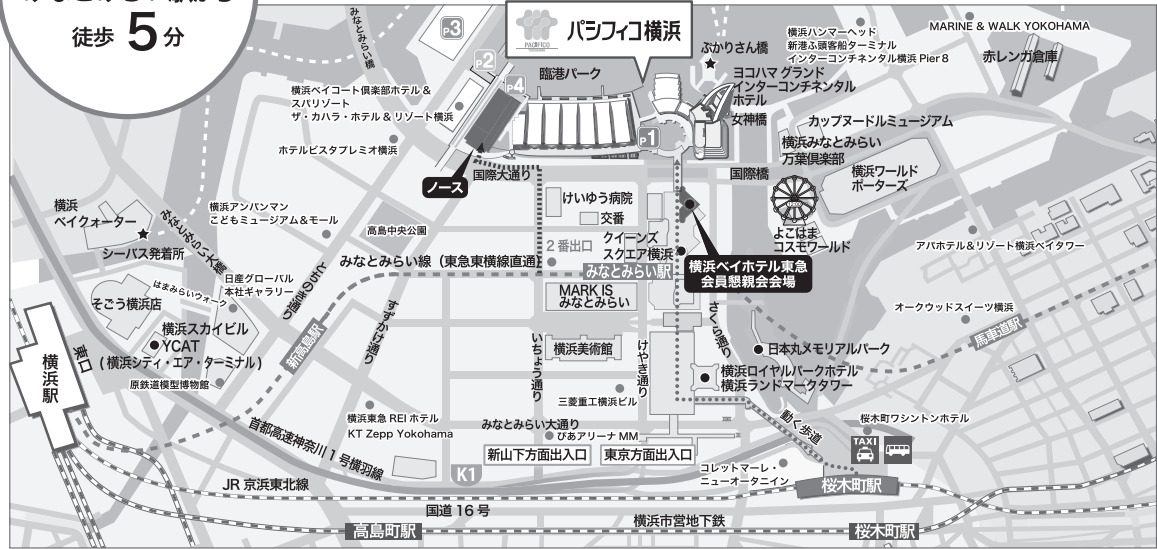 徒歩 5 分
パシフィコ横浜
PACIFICO
P3
P2
P4
P1
みなとみらい橋
臨港パーク
ぷかりさん橋
横浜ハンマーヘッド
新港ふ頭客船ターミナル
インターコンチネンタル横浜 Pier 8
MARINE & WALK YOKOHAMA
赤レンガ倉庫
ヨコハマ グランド
インターコンチネンタル
ホテル
女神橋
カップヌードルミュージアム
横浜みなとみらい
万葉倶楽部
横浜ワールド
ポーターズ
横浜ベイコート倶楽部ホテル &
スパリゾート
ザ・カハラ・ホテル & リゾート横浜
ホテルビスタプレミオ横浜
ノース
国際大通り
国際橋
よこはま
コスモワールド
けいゆう病院
交番
2 番出口
クイーンズ
スクエア横浜
みなとみらい駅
横浜ベイホテル東急
会員懇親会会場
アパホテル&リゾート横浜ベイタワー
横浜
ベイクォーター
シーバス発着所
みなとみらい大橋
横浜アンパンマン
こどもミュージアム&モール
高島中央公園
みなとみらい線（東急東横線直通）
日産グローバル
本社ギャラリー
はまみらいウォーク
とちのき通り
そごう横浜店
横浜スカイビル
YCAT
( 横浜シティ・エア・ターミナル )
原鉄道模型博物館
横浜駅
東口
新高島駅
すずかけ通り
MARK IS
みなとみらい
横浜美術館
いちょう通り
けやき通り
さくら通り
三菱重工横浜ビル
日本丸メモリアルパーク
横浜ロイヤルパークホテル
横浜ランドマークタワー
オークウッドスイーツ横浜
馬車道駅
横浜東急 REI ホテル
KT Zepp Yokohama
みなとみらい大通り
ぴあアリーナ MM
新山下方面出入口
東京方面出入口
動く歩道
桜木町ワシントンホテル
TAXI
コレットマーレ・
ニューオータニイン
桜木町駅
首都高速神奈川 1 号横羽線
K1
JR 京浜東北線
国道 16 号
高島町駅
横浜市営地下鉄
桜木町駅